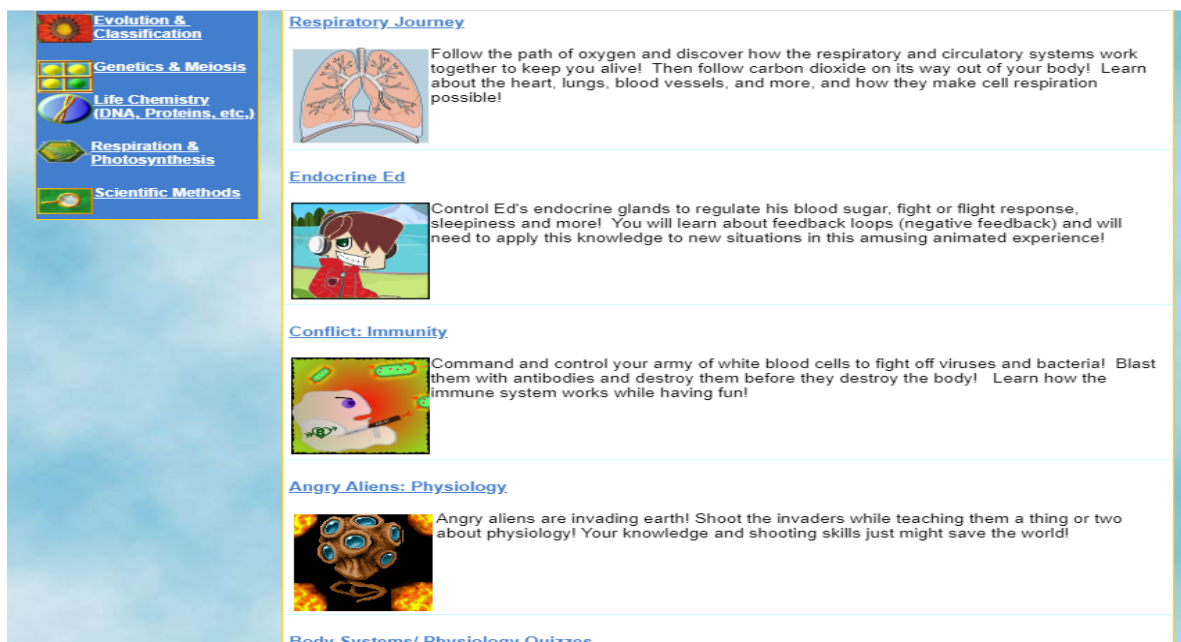 Evolution &
Classification
Genetics & Meiosis
Life Chemistry
(DNA, Proteins, etc,)
Respiration &
Photosynthesis
Scientific Methods
Respiratory Journey
Follow the path of oxygen and discover how the respiratory and circulatory systems work
together to keep you alive!  Then follow carbon dioxide on its way out of your body!  Learn
about the heart, lungs, blood vessels, and more, and how they make cell respiration
possible!
Endocrine Ed
Control Ed's endocrine glands to regulate his blood sugar, fight or flight response,
sleepiness and more!  You will learn about feedback loops (negative feedback) and will
need to apply this knowledge to new situations in this amusing animated experience!
Conflict: Immunity
Command and control your army of white blood cells to fight off viruses and bacteria!  Blast
them with antibodies and destroy them before they destroy the body!   Learn how the
immune system works while having fun!
B
Angry Aliens: Physiology
Angry aliens are invading earth! Shoot the invaders while teaching them a thing or two
about physiology! Your knowledge and shooting skills just might save the world!
Body Systems/ Physiology Quizzes